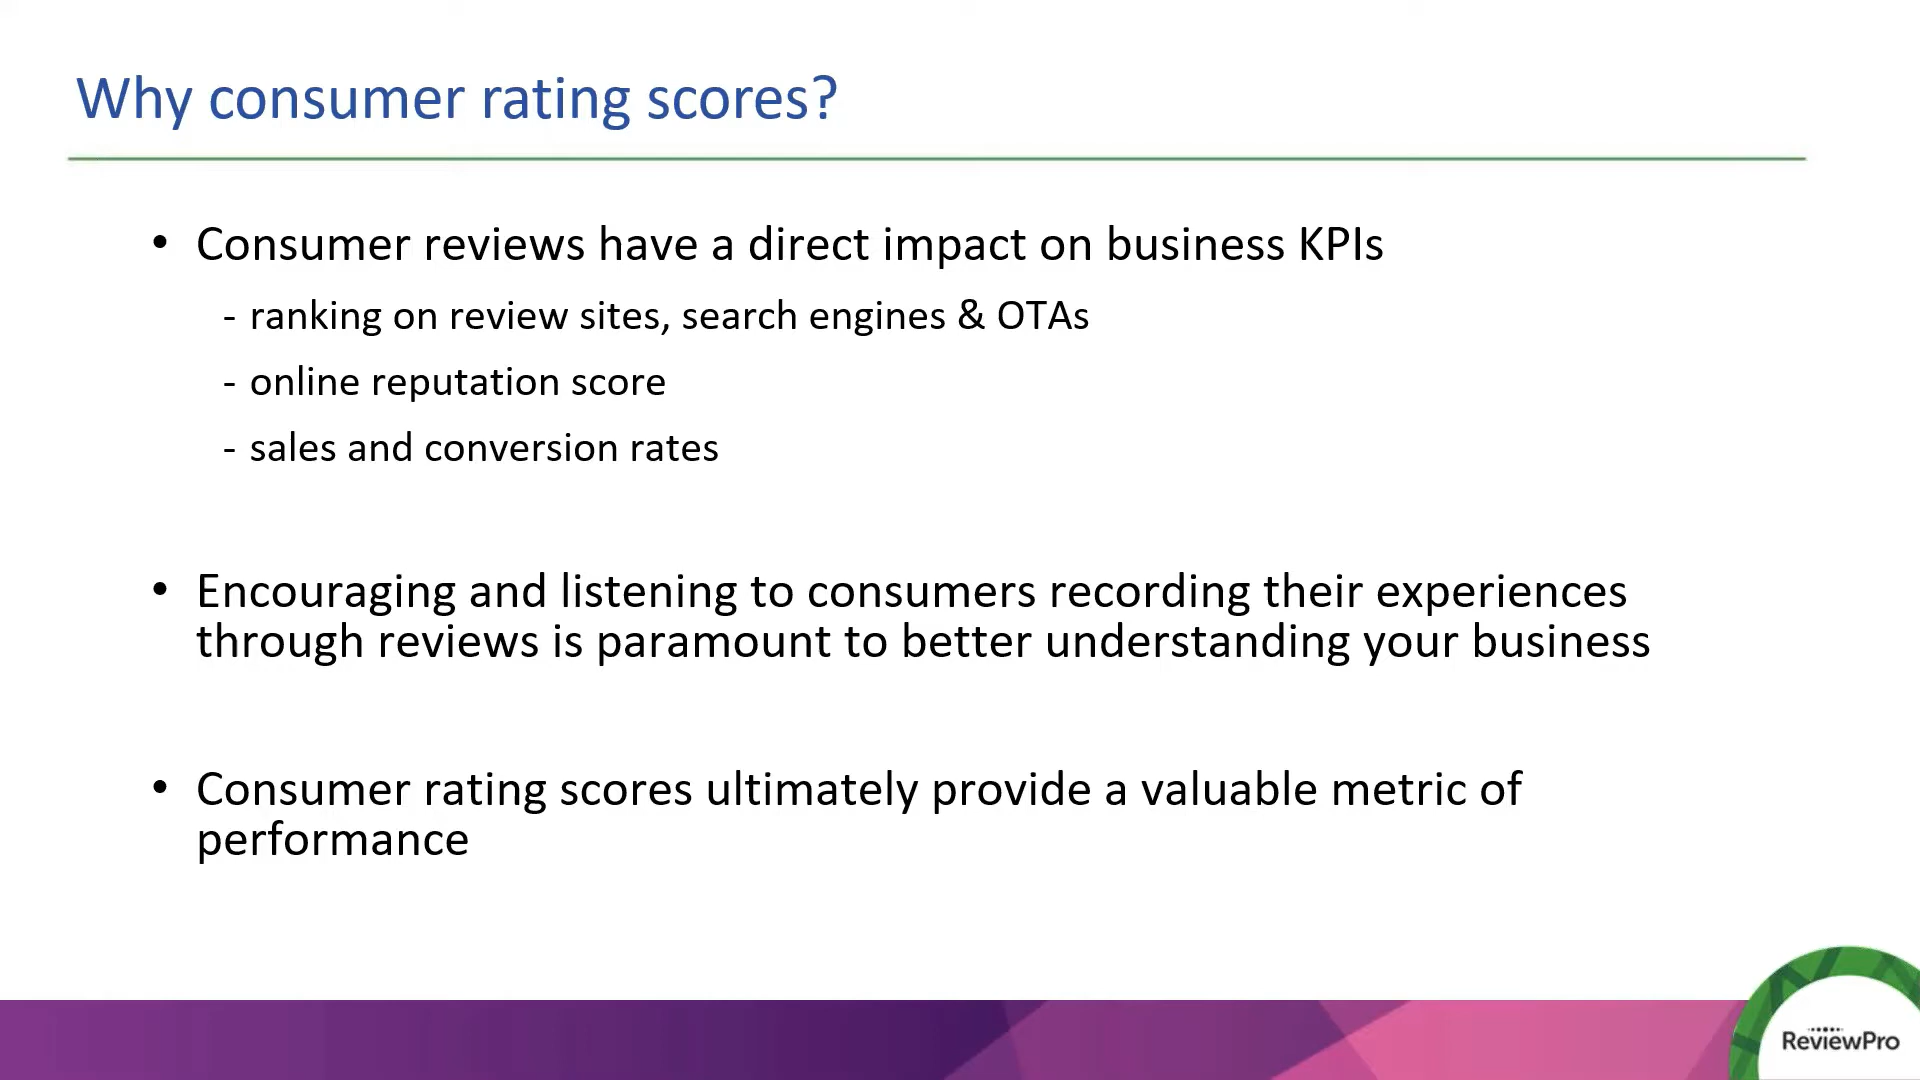 Why consumer rating scores?
• Consumer reviews have a direct impact on business KPIs
- ranking on review sites, search engines & OTAs
- online reputation score
- sales and conversion rates
• Encouraging and listening to consumers recording their experiences
through reviews is paramount to better understanding your business
• Consumer rating scores ultimately provide a valuable metric of
performance
ReviewPro